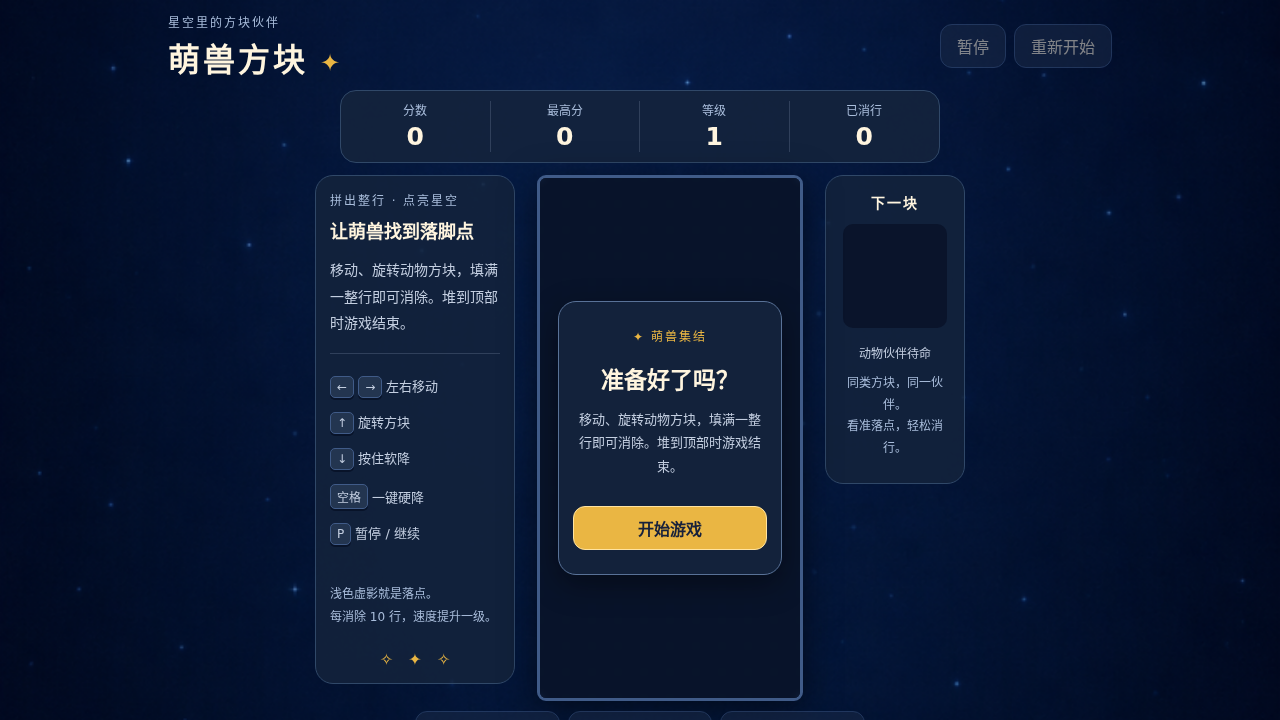 星空里的方块伙伴
萌兽方块 ✦
暂停
重新开始
分数
0
最高分
0
等级
1
已消行
0
拼出整行 · 点亮星空
让萌兽找到落脚点
移动、旋转动物方块，填满
一整行即可消除。堆到顶部
时游戏结束。
← → 左右移动
↑ 旋转方块
↓ 按住软降
空格 一键硬降
P 暂停 / 继续
浅色虚影就是落点。
每消除 10 行，速度提升一级。
✧ ✦ ✧
✦ 萌兽集结
准备好了吗？
移动、旋转动物方块，填满一整
行即可消除。堆到顶部时游戏结
束。
开始游戏
下一块
动物伙伴待命
同类方块，同一伙
伴。
看准落点，轻松消
行。